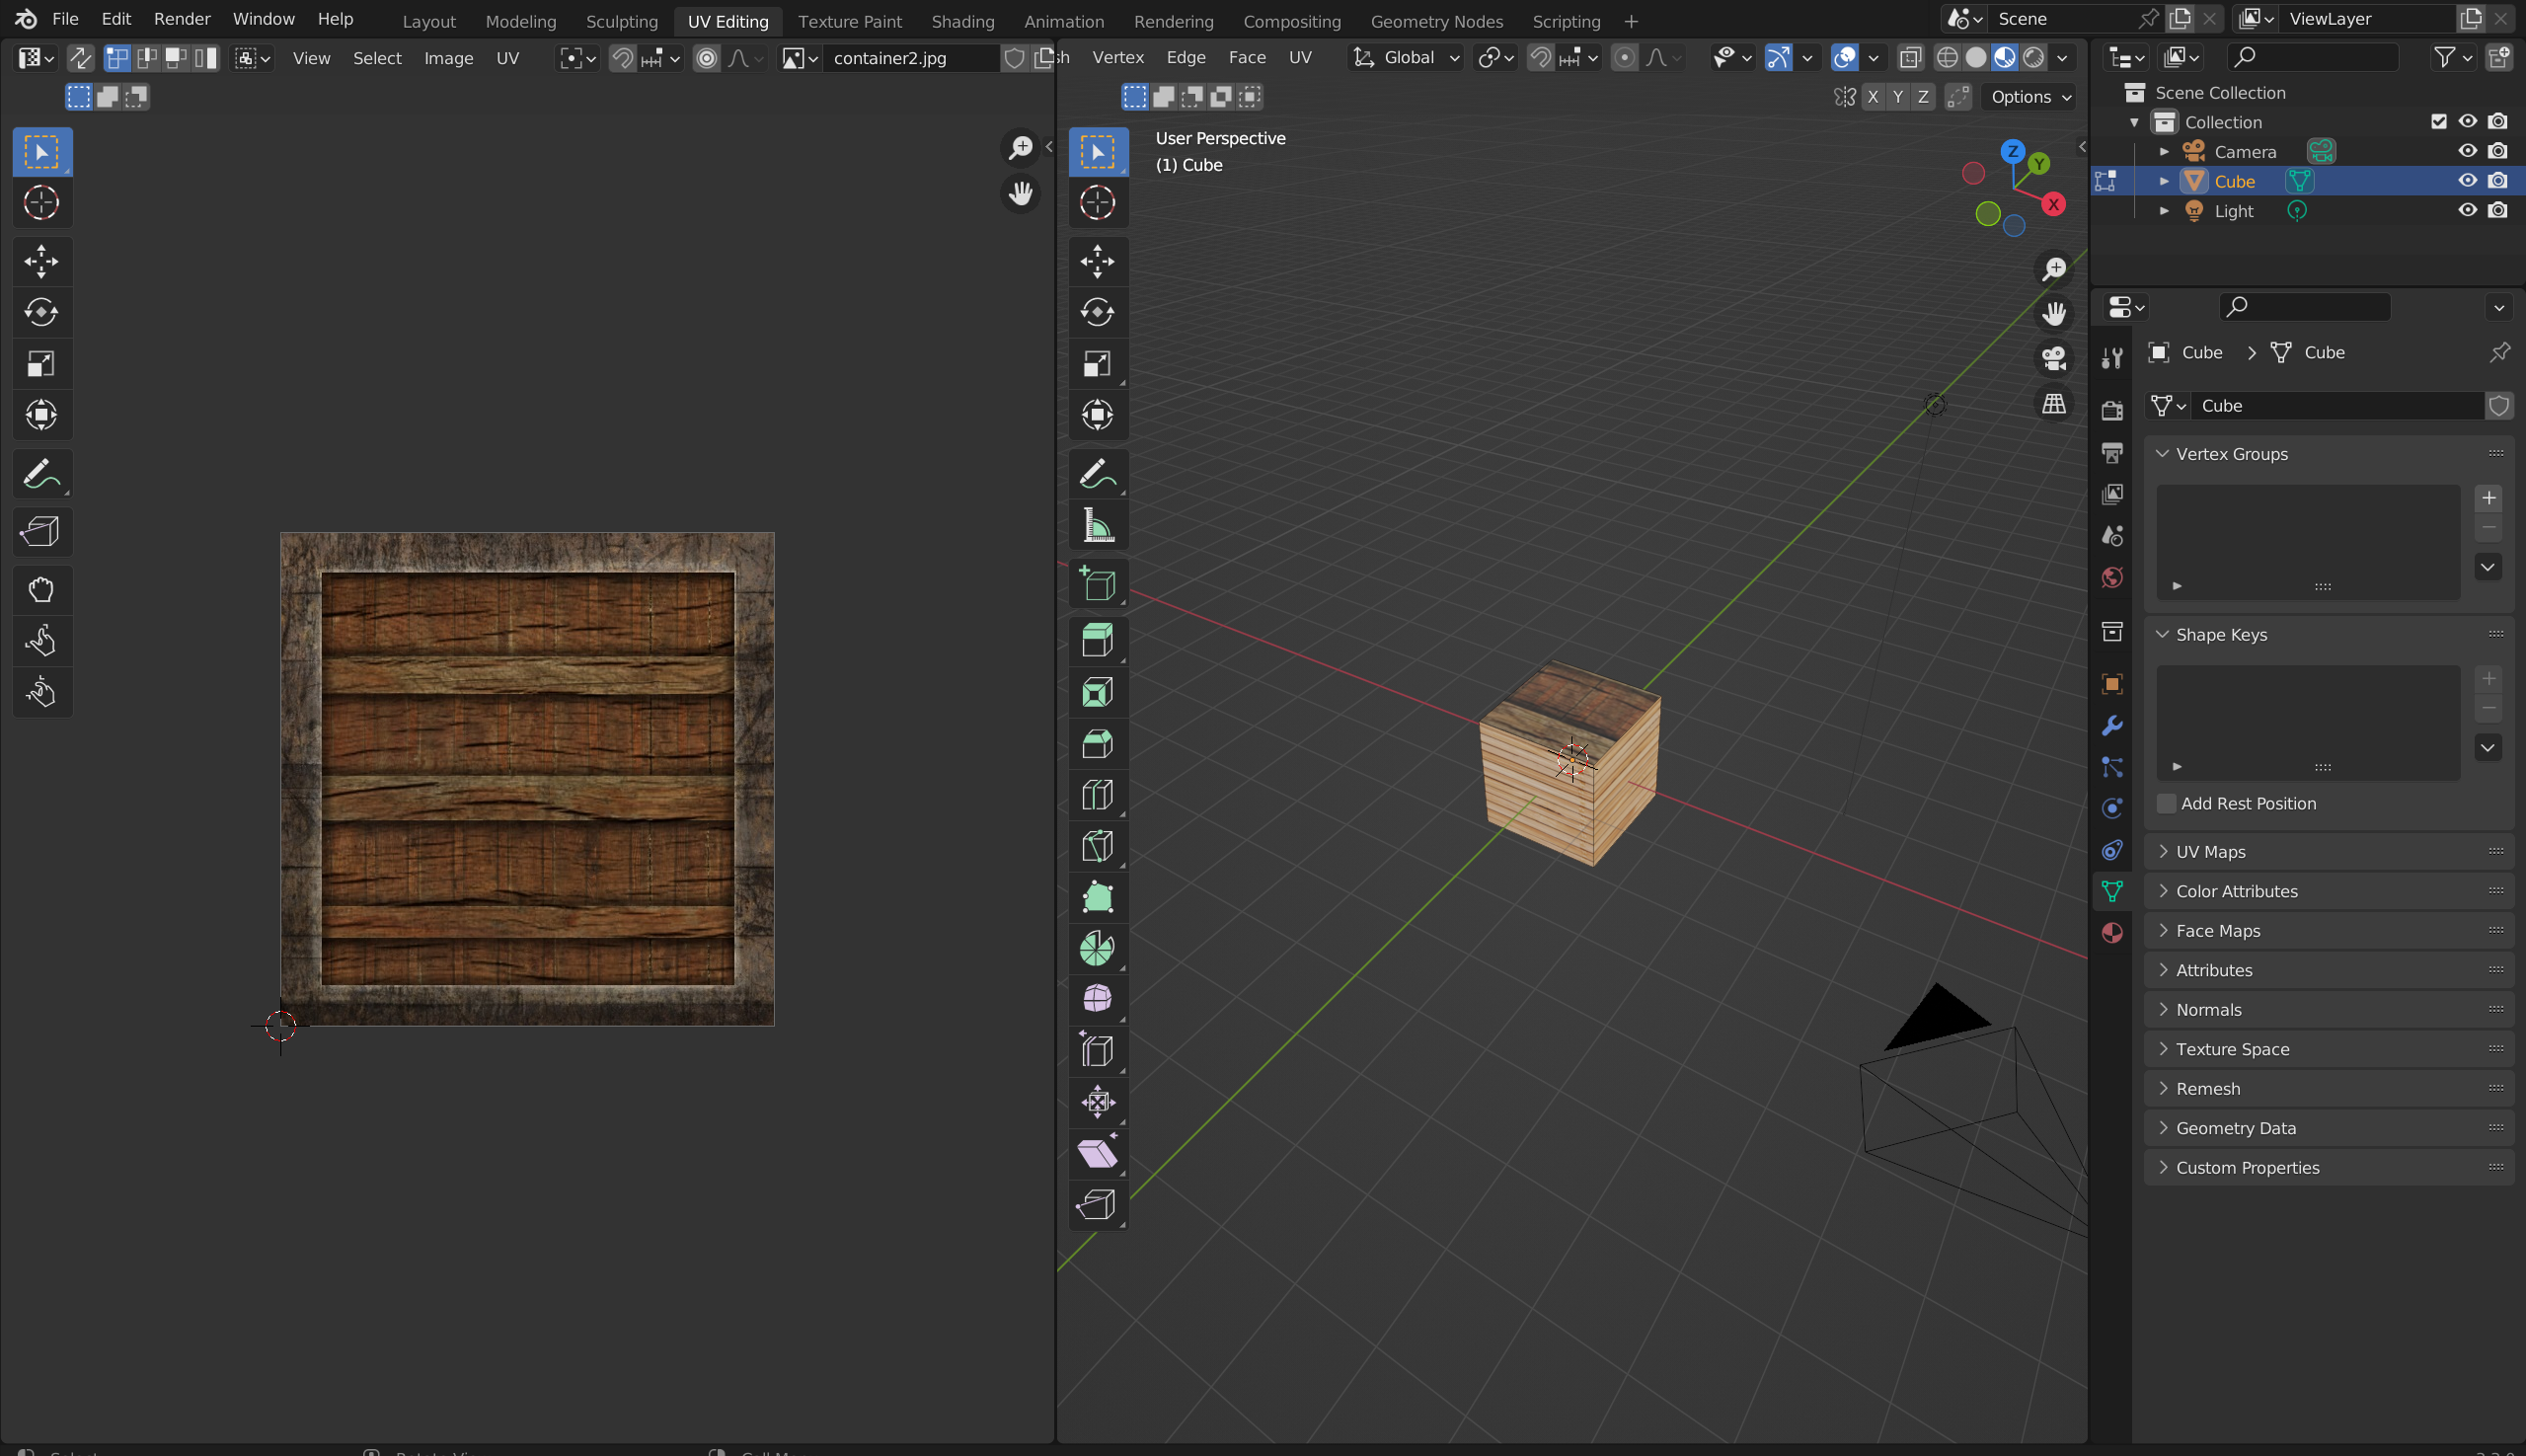 File Edit Render Window Help Layout Modeling Sculpting UV Editing Texture Paint Shading Animation Rendering Compositing Geometry Nodes Scripting + Scene ViewLayer
View Select Image UV container2.jpg Vertex Edge Face UV Global
X Y Z Options
User Perspective
(1) Cube
Z
Y
X
Scene Collection
Collection
Camera
Cube
Light
Cube > Cube
Cube
Vertex Groups
Shape Keys
Add Rest Position
UV Maps
Color Attributes
Face Maps
Attributes
Normals
Texture Space
Remesh
Geometry Data
Custom Properties